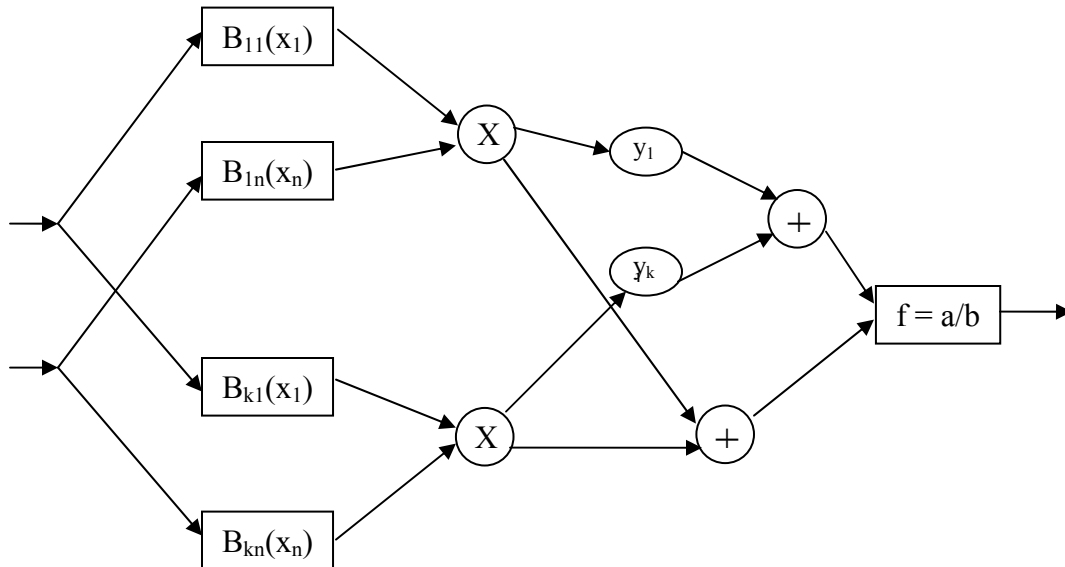 B₁₁(x₁)
B₁ₙ(xₙ)
X
y₁
+
yₖ
f = a/b
Bₖ₁(x₁)
X
+
Bₖₙ(xₙ)